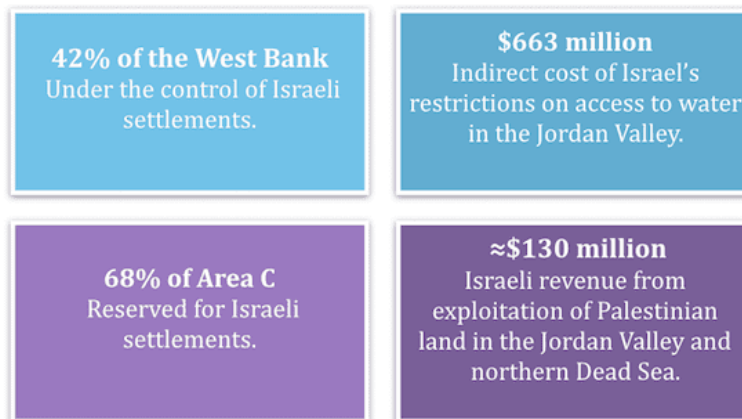 42% of the West Bank
Under the control of Israeli
settlements.
$663 million
Indirect cost of Israel's
restrictions on access to water
in the Jordan Valley.
68% of Area C
Reserved for Israeli
settlements.
≈$130 million
Israeli revenue from
exploitation of Palestinian
land in the Jordan Valley and
northern Dead Sea.